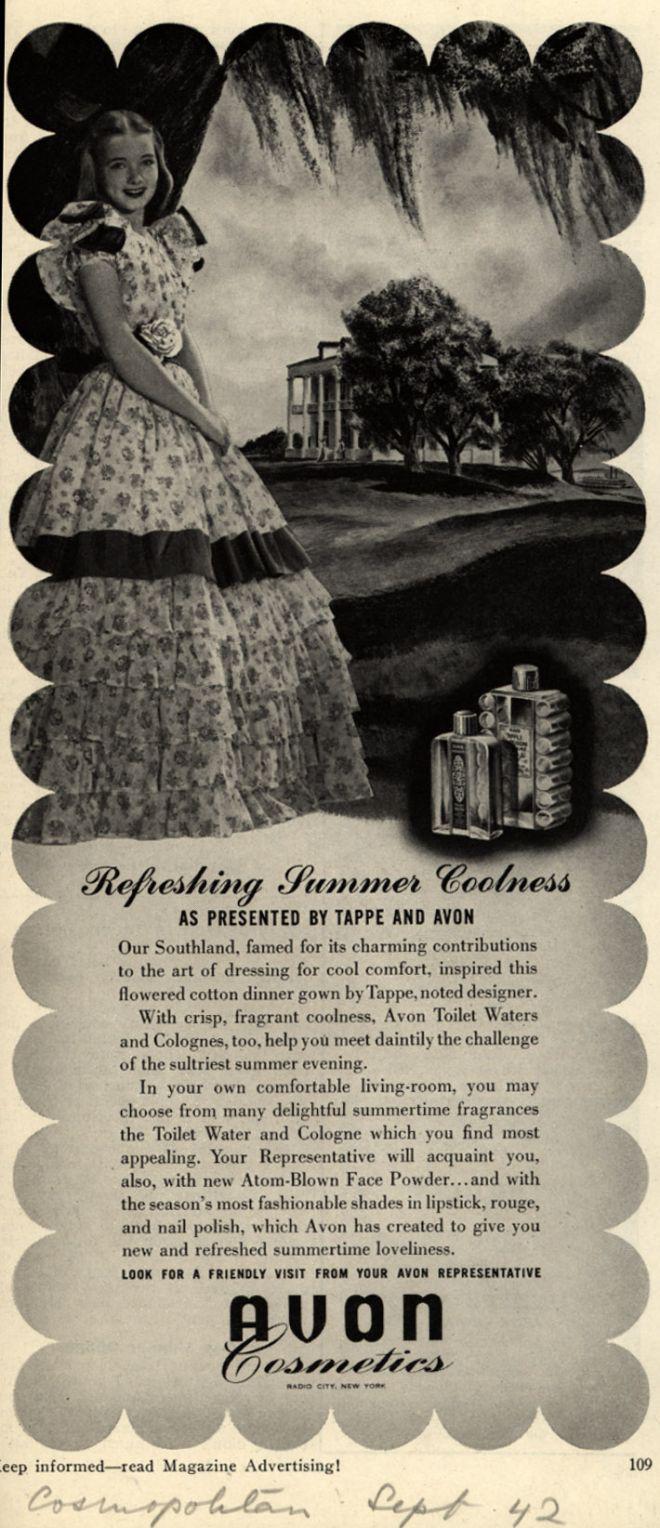 Refreshing Summer Coolness
AS PRESENTED BY TAPPE AND AVON
Our Southland, famed for its charming contributions
to the art of dressing for cool comfort, inspired this
flowered cotton dinner gown by Tappe, noted designer.
With crisp, fragrant coolness, Avon Toilet Waters
and Colognes, too, help you meet daintily the challenge
of the sultriest summer evening.
In your own comfortable living-room, you may
choose from many delightful summertime fragrances
the Toilet Water and Cologne which you find most
appealing. Your Representative will acquaint you,
also, with new Atom-Blown Face Powder...and with
the season's most fashionable shades in lipstick, rouge,
and nail polish, which Avon has created to give you
new and refreshed summertime loveliness.
LOOK FOR A FRIENDLY VISIT FROM YOUR AVON REPRESENTATIVE
AVON
Cosmetics
RADIO CITY, NEW YORK
eep informed—read Magazine Advertising!
109
Cosmopolitan Sept 42